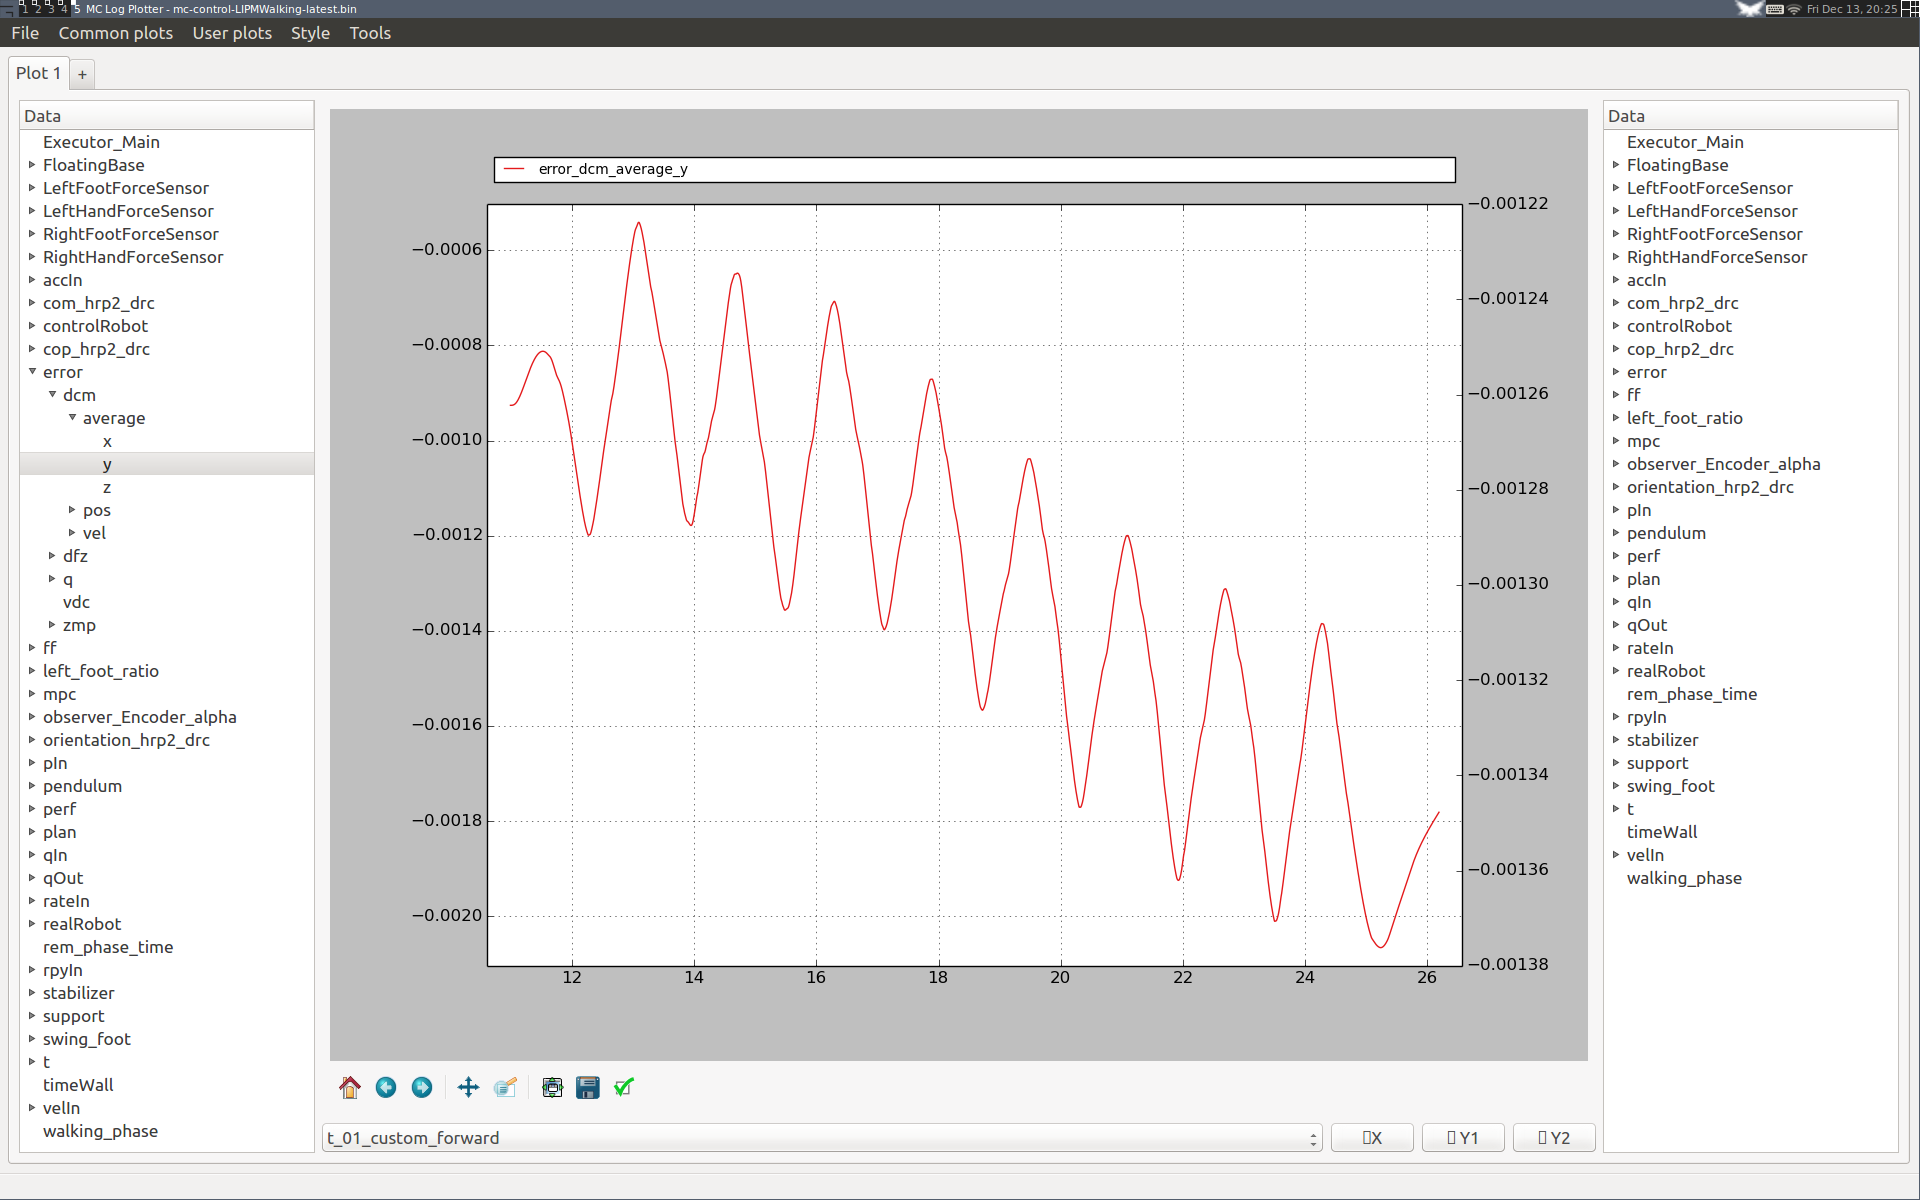 1 2 3 4 5 MC Log Plotter - mc-control-LIPMWalking-latest.bin
Fri Dec 13, 20:25
File Common plots User plots Style Tools
Plot 1 +
Data
Executor_Main
FloatingBase
LeftFootForceSensor
LeftHandForceSensor
RightFootForceSensor
RightHandForceSensor
accIn
com_hrp2_drc
controlRobot
cop_hrp2_drc
error
dcm
average
x
y
z
pos
vel
dfz
q
vdc
zmp
ff
left_foot_ratio
mpc
observer_Encoder_alpha
orientation_hrp2_drc
pIn
pendulum
perf
plan
qIn
qOut
rateIn
realRobot
rem_phase_time
rpyIn
stabilizer
support
swing_foot
t
timeWall
velIn
walking_phase
error_dcm_average_y
−0.0006
−0.0008
−0.0010
−0.0012
−0.0014
−0.0016
−0.0018
−0.0020
12 14 16 18 20 22 24 26
−0.00122
−0.00124
−0.00126
−0.00128
−0.00130
−0.00132
−0.00134
−0.00136
−0.00138
t_01_custom_forward
X Y1 Y2
Data
Executor_Main
FloatingBase
LeftFootForceSensor
LeftHandForceSensor
RightFootForceSensor
RightHandForceSensor
accIn
com_hrp2_drc
controlRobot
cop_hrp2_drc
error
ff
left_foot_ratio
mpc
observer_Encoder_alpha
orientation_hrp2_drc
pIn
pendulum
perf
plan
qIn
qOut
rateIn
realRobot
rem_phase_time
rpyIn
stabilizer
support
swing_foot
t
timeWall
velIn
walking_phase